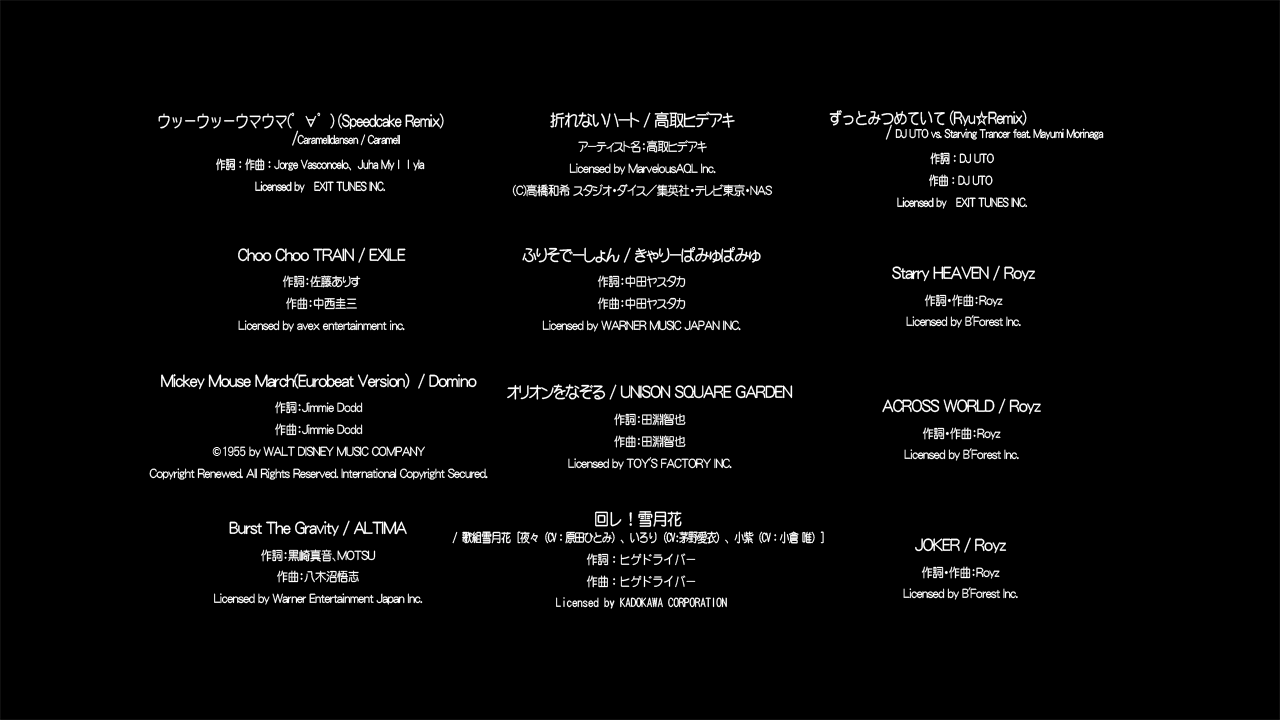 ウッーウッーウマウマ(゜∀゜)(Speedcake Remix)
/Caramelldansen / Caramell
作詞：作曲：Jorge Vasconcelo、Juha Myllyla
Licensed by EXIT TUNES INC.
折れないハート / 高取ヒデアキ
アーティスト名：高取ヒデアキ
Licensed by MarvelousAQL Inc.
(C)高橋和希 スタジオ・ダイス／集英社・テレビ東京・NAS
ずっとみつめていて (Ryu☆Remix)
/ DJ UTO vs. Starving Trancer feat. Mayumi Morinaga
作詞：DJ UTO
作曲：DJ UTO
Licensed by EXIT TUNES INC.
Choo Choo TRAIN / EXILE
作詞：佐藤ありす
作曲：中西圭三
Licensed by avex entertainment inc.
ふりそでーしょん / きゃりーぱみゅぱみゅ
作詞：中田ヤスタカ
作曲：中田ヤスタカ
Licensed by WARNER MUSIC JAPAN INC.
Starry HEAVEN / Royz
作詞・作曲：Royz
Licensed by B'Forest Inc.
Mickey Mouse March(Eurobeat Version) / Domino
作詞：Jimmie Dodd
作曲：Jimmie Dodd
©1955 by WALT DISNEY MUSIC COMPANY
Copyright Renewed. All Rights Reserved. International Copyright Secured.
オリオンをなぞる / UNISON SQUARE GARDEN
作詞：田淵智也
作曲：田淵智也
Licensed by TOY'S FACTORY INC.
ACROSS WORLD / Royz
作詞・作曲：Royz
Licensed by B'Forest Inc.
Burst The Gravity / ALTIMA
作詞：黒崎真音、MOTSU
作曲：八木沼悟志
Licensed by Warner Entertainment Japan Inc.
回レ！雪月花
/ 歌組雪月花［夜々（CV：原田ひとみ）、いろり（CV：茅野愛衣）、小紫（CV：小倉 唯）］
作詞：ヒゲドライバー
作曲：ヒゲドライバー
Licensed by KADOKAWA CORPORATION
JOKER / Royz
作詞・作曲：Royz
Licensed by B'Forest Inc.